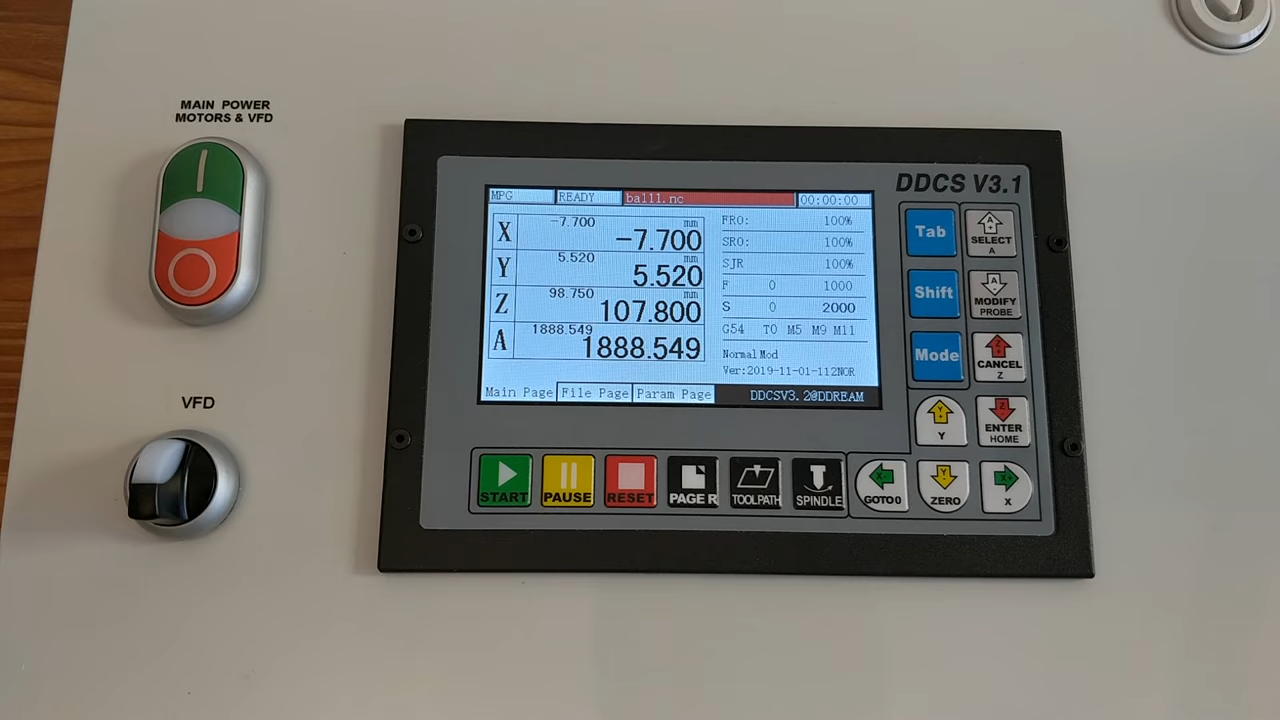 MAIN POWER
MOTORS & VFD
VFD
DDCS V3.1
MPG READY ball1.nc 00:00:00
X -7.700 mm -7.700
Y 5.520 mm 5.520
Z 98.750 mm 107.800
A 1888.549 1888.549
FRO: 100%
SRO: 100%
SJR 100%
F 0 1000
S 0 2000
G54 T0 M5 M9 M11
Normal Mod
Ver:2019-11-01-112NOR
Main Page File Page Param Page DDCSV3.2@DDREAM
Tab
A+
SELECT
A
Shift
A-
MODIFY
PROBE
Mode
Z+
CANCEL
Z
Y+
Y
Z-
ENTER
HOME
START
PAUSE
RESET
PAGE R
TOOLPATH
SPINDLE
X-
GOTO 0
Y-
ZERO
X+
X